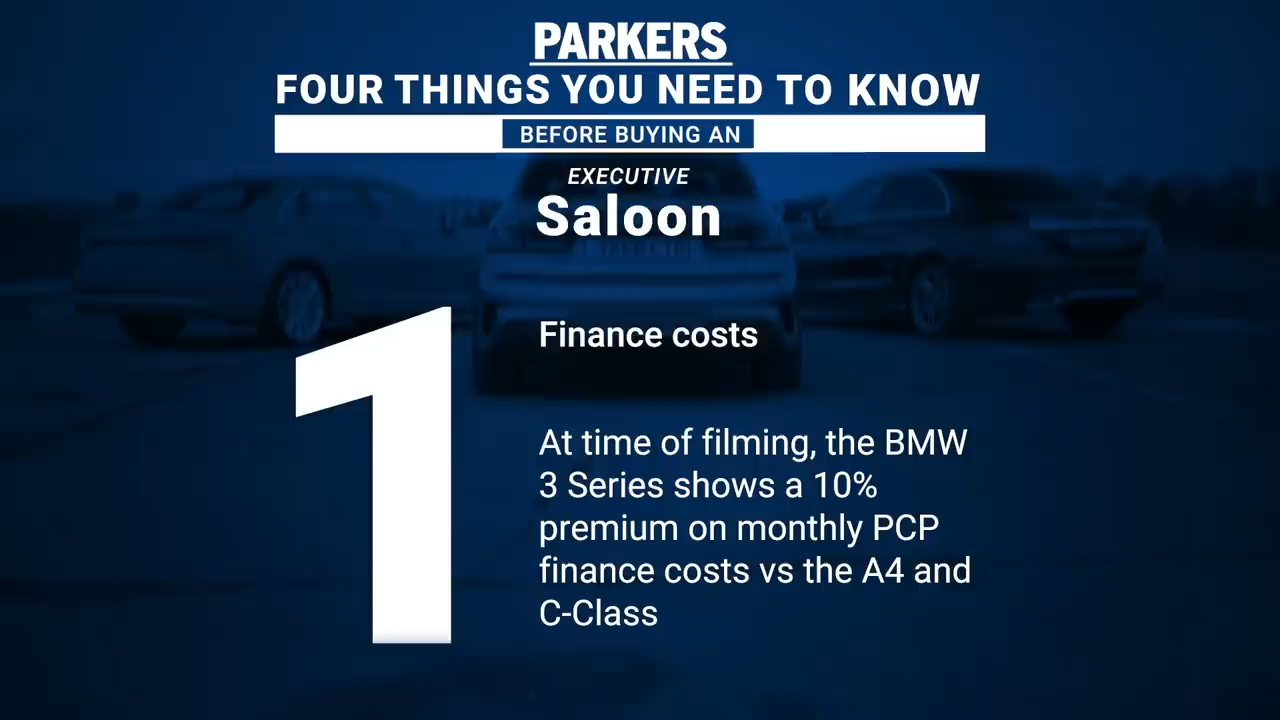 PARKERS
FOUR THINGS YOU NEED TO KNOW
BEFORE BUYING AN
EXECUTIVE
Saloon
1
Finance costs
At time of filming, the BMW
3 Series shows a 10%
premium on monthly PCP
finance costs vs the A4 and
C-Class